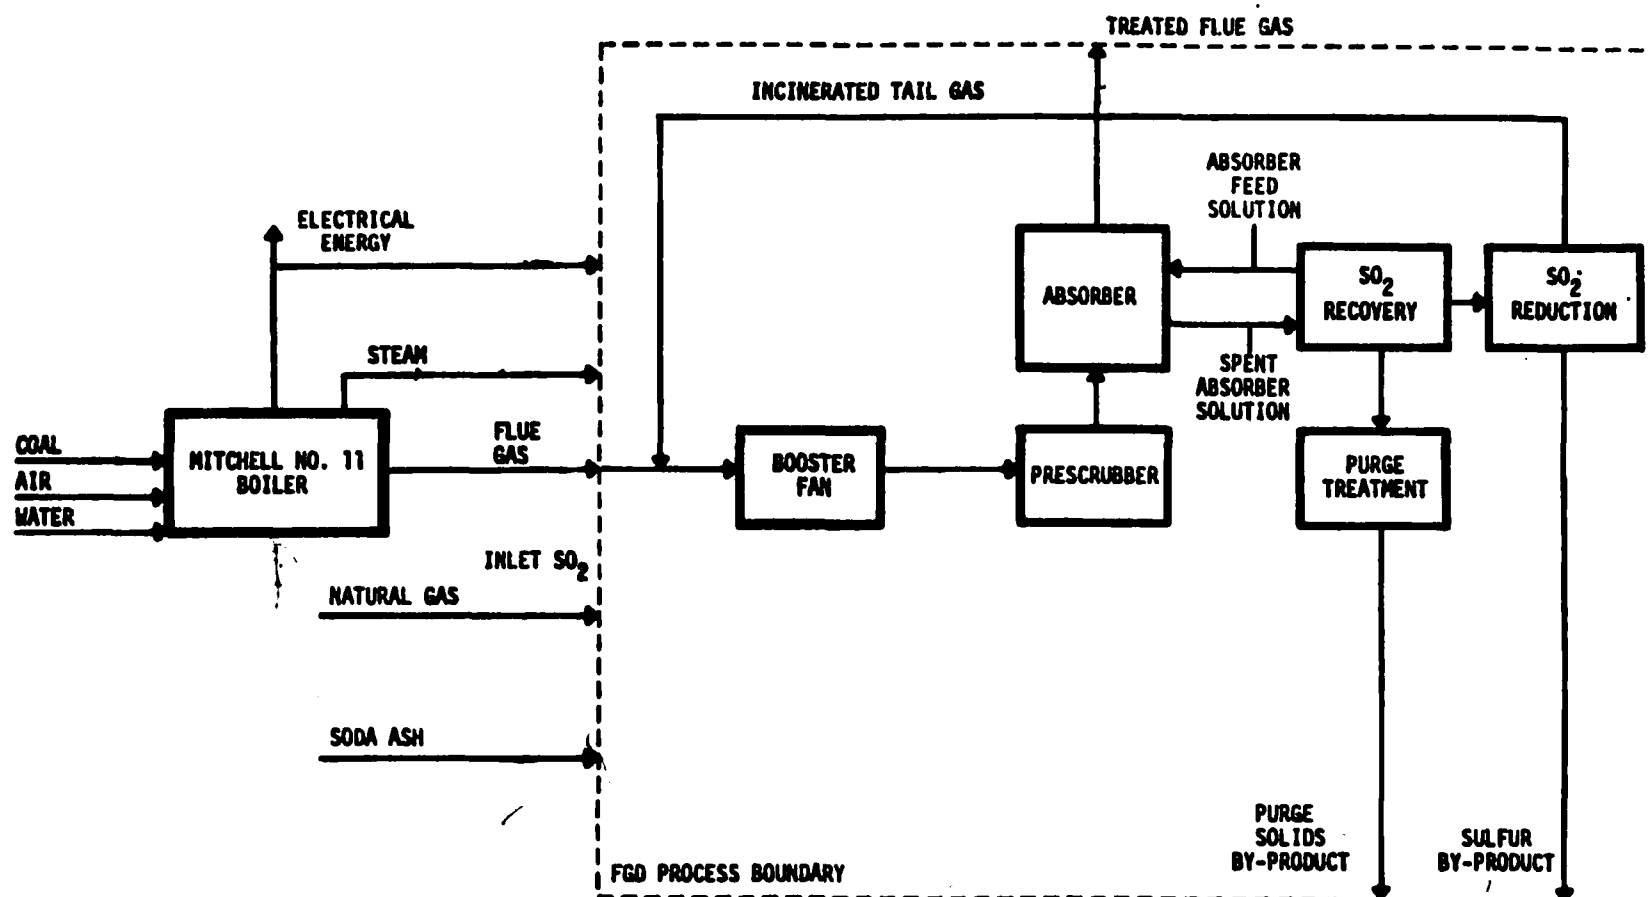 TREATED FLUE GAS
INCINERATED TAIL GAS
ABSORBER
FEED
SOLUTION
ELECTRICAL
ENERGY
ABSORBER
SO2
RECOVERY
SO2
REDUCTION
STEAM
SPENT
ABSORBER
SOLUTION
COAL
AIR
WATER
MITCHELL NO. 11
BOILER
FLUE
GAS
BOOSTER
FAN
PRESCRUBBER
PURGE
TREATMENT
INLET SO2
NATURAL GAS
SODA ASH
PURGE
SOLIDS
BY-PRODUCT
SULFUR
BY-PRODUCT
FGD PROCESS BOUNDARY